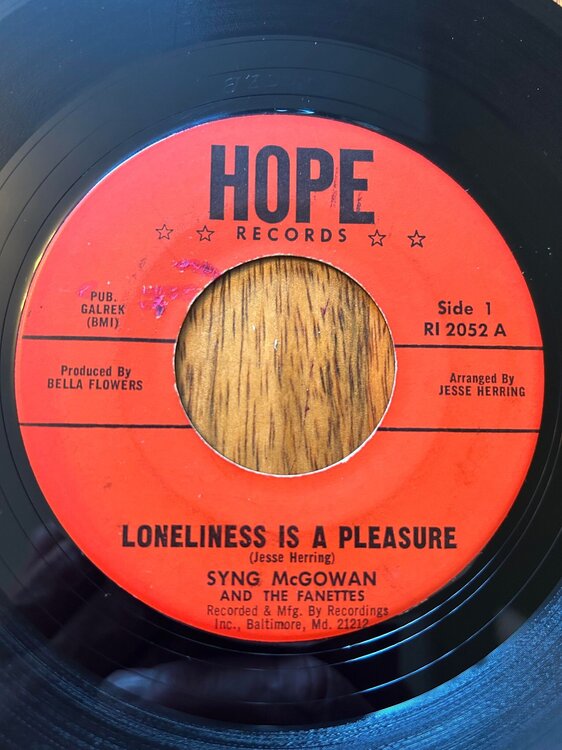 HOPE
RECORDS
PUB.
GALREK
(BMI)
Side 1
RI 2052 A
Produced By
BELLA FLOWERS
Arranged By
JESSE HERRING
LONELINESS IS A PLEASURE
(Jesse Herring)
SYNG McGOWAN
AND THE FANETTES
Recorded & Mfg. By Recordings
Inc., Baltimore, Md. 21212